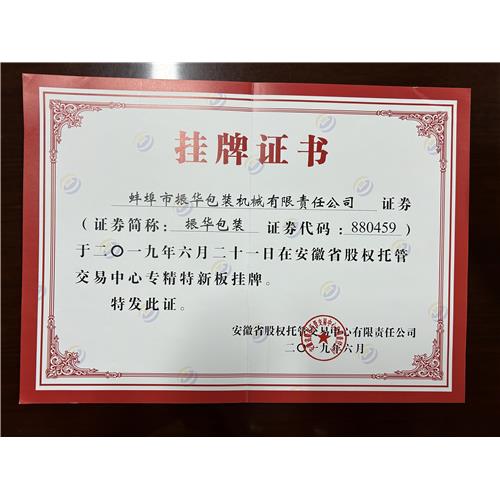 挂牌证书
蚌埠市振华包装机械有限责任公司 证券
（证券简称：振华包装 证券代码：880459）
于二〇一九年六月二十一日在安徽省股权托管
交易中心专精特新板挂牌。
特发此证。
安徽省股权托管交易中心有限责任公司
二〇一九年六月